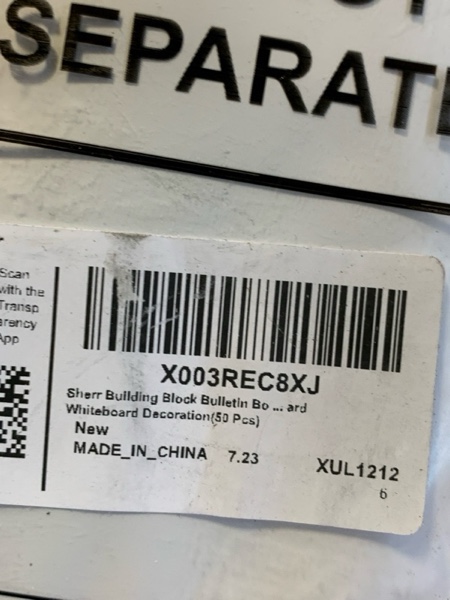 SEPARAT
Scan
with the
Transp
arency
App
X003REC8XJ
Sherr Building Block Bulletin Bo ... ard
Whiteboard Decoration(50 Pcs)
New
MADE_IN_CHINA 7.23 XUL1212
6